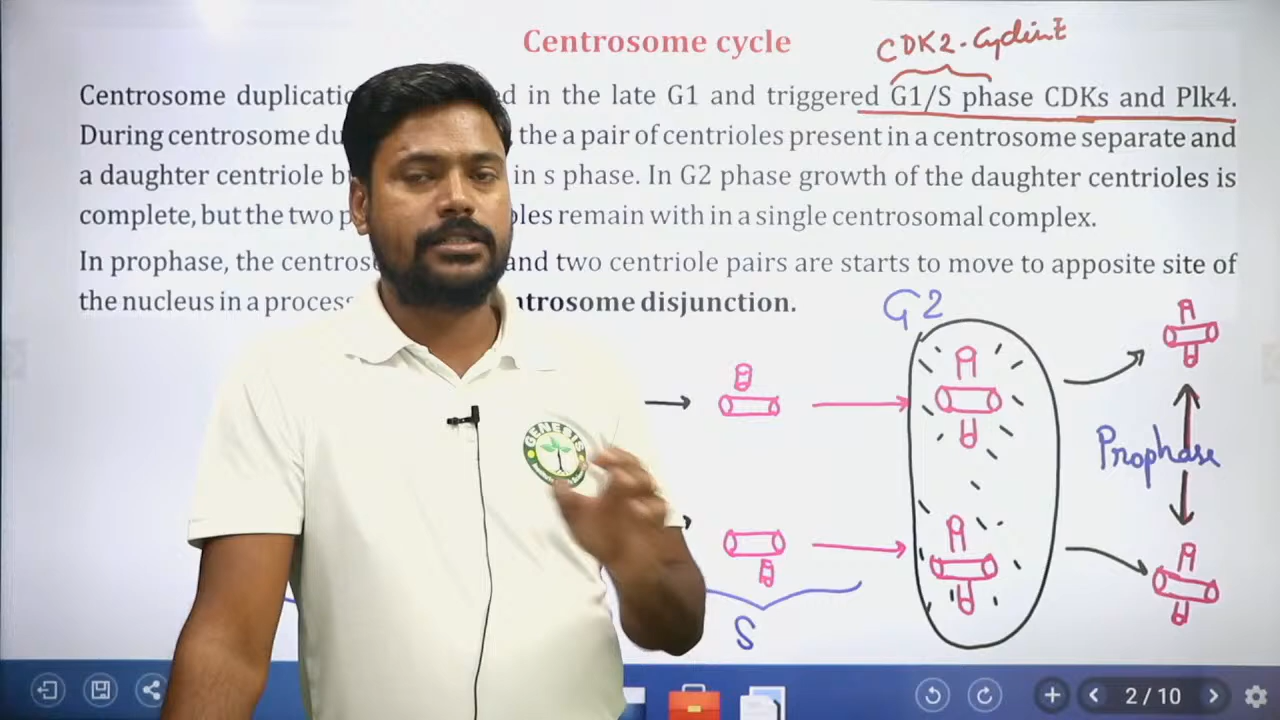 Centrosome cycle
CDK2-Cyclin E
Centrosome duplicatio d in the late G1 and triggered G1/S phase CDKs and Plk4.
During centrosome du the a pair of centrioles present in a centrosome separate and
a daughter centriole b in s phase. In G2 phase growth of the daughter centrioles is
complete, but the two p oles remain with in a single centrosomal complex.
In prophase, the centros and two centriole pairs are starts to move to apposite site of
the nucleus in a process ntrosome disjunction.
G2
Prophase
S
GENESIS
2 / 10